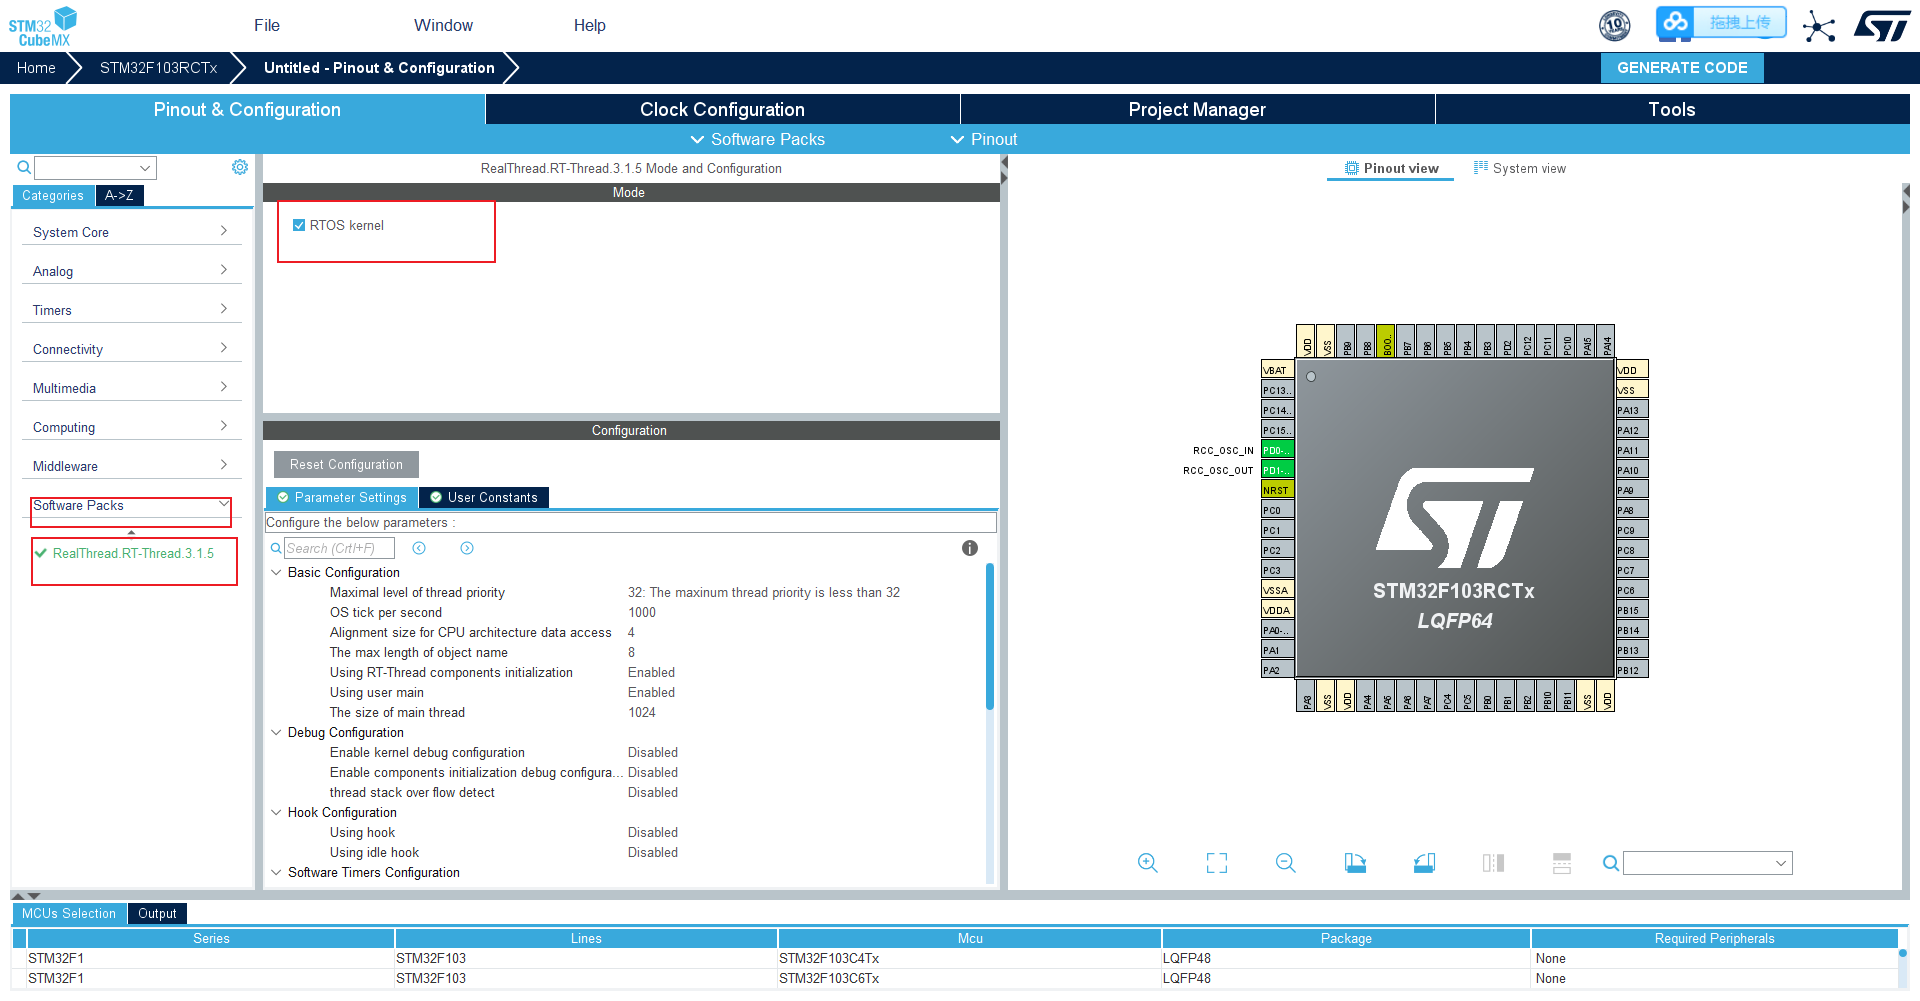 STM32
CubeMX
File
Window
Help
10
拖拽上传
Home
STM32F103RCTx
Untitled - Pinout & Configuration
GENERATE CODE
Pinout & Configuration
Clock Configuration
Project Manager
Tools
Software Packs
Pinout
Categories
A->Z
System Core
Analog
Timers
Connectivity
Multimedia
Computing
Middleware
Software Packs
RealThread.RT-Thread.3.1.5
RealThread.RT-Thread.3.1.5 Mode and Configuration
Mode
RTOS kernel
Configuration
Reset Configuration
Parameter Settings
User Constants
Configure the below parameters :
Search (Crtl+F)
Basic Configuration
Maximal level of thread priority 32: The maxinum thread priority is less than 32
OS tick per second 1000
Alignment size for CPU architecture data access 4
The max length of object name 8
Using RT-Thread components initialization Enabled
Using user main Enabled
The size of main thread 1024
Debug Configuration
Enable kernel debug configuration Disabled
Enable components initialization debug configura... Disabled
thread stack over flow detect Disabled
Hook Configuration
Using hook Disabled
Using idle hook Disabled
Software Timers Configuration
Pinout view
System view
VDD VSS PB9 PB8 BOO.. PB7 PB6 PB5 PB4 PB3 PD2 PC12 PC11 PC10 PA15 PA14
VBAT
PC13..
PC14..
PC15..
RCC_OSC_IN PD0-..
RCC_OSC_OUT PD1-..
NRST
PC0
PC1
PC2
PC3
VSSA
VDDA
PA0-..
PA1
PA2
STM32F103RCTx
LQFP64
VDD
VSS
PA13
PA12
PA11
PA10
PA9
PA8
PC9
PC8
PC7
PC6
PB15
PB14
PB13
PB12
PA3 VSS VDD PA4 PA5 PA6 PA7 PC4 PC5 PB0 PB1 PB2 PB10 PB11 VSS VDD
MCUs Selection
Output
Series Lines Mcu Package Required Peripherals
STM32F1 STM32F103 STM32F103C4Tx LQFP48 None
STM32F1 STM32F103 STM32F103C6Tx LQFP48 None